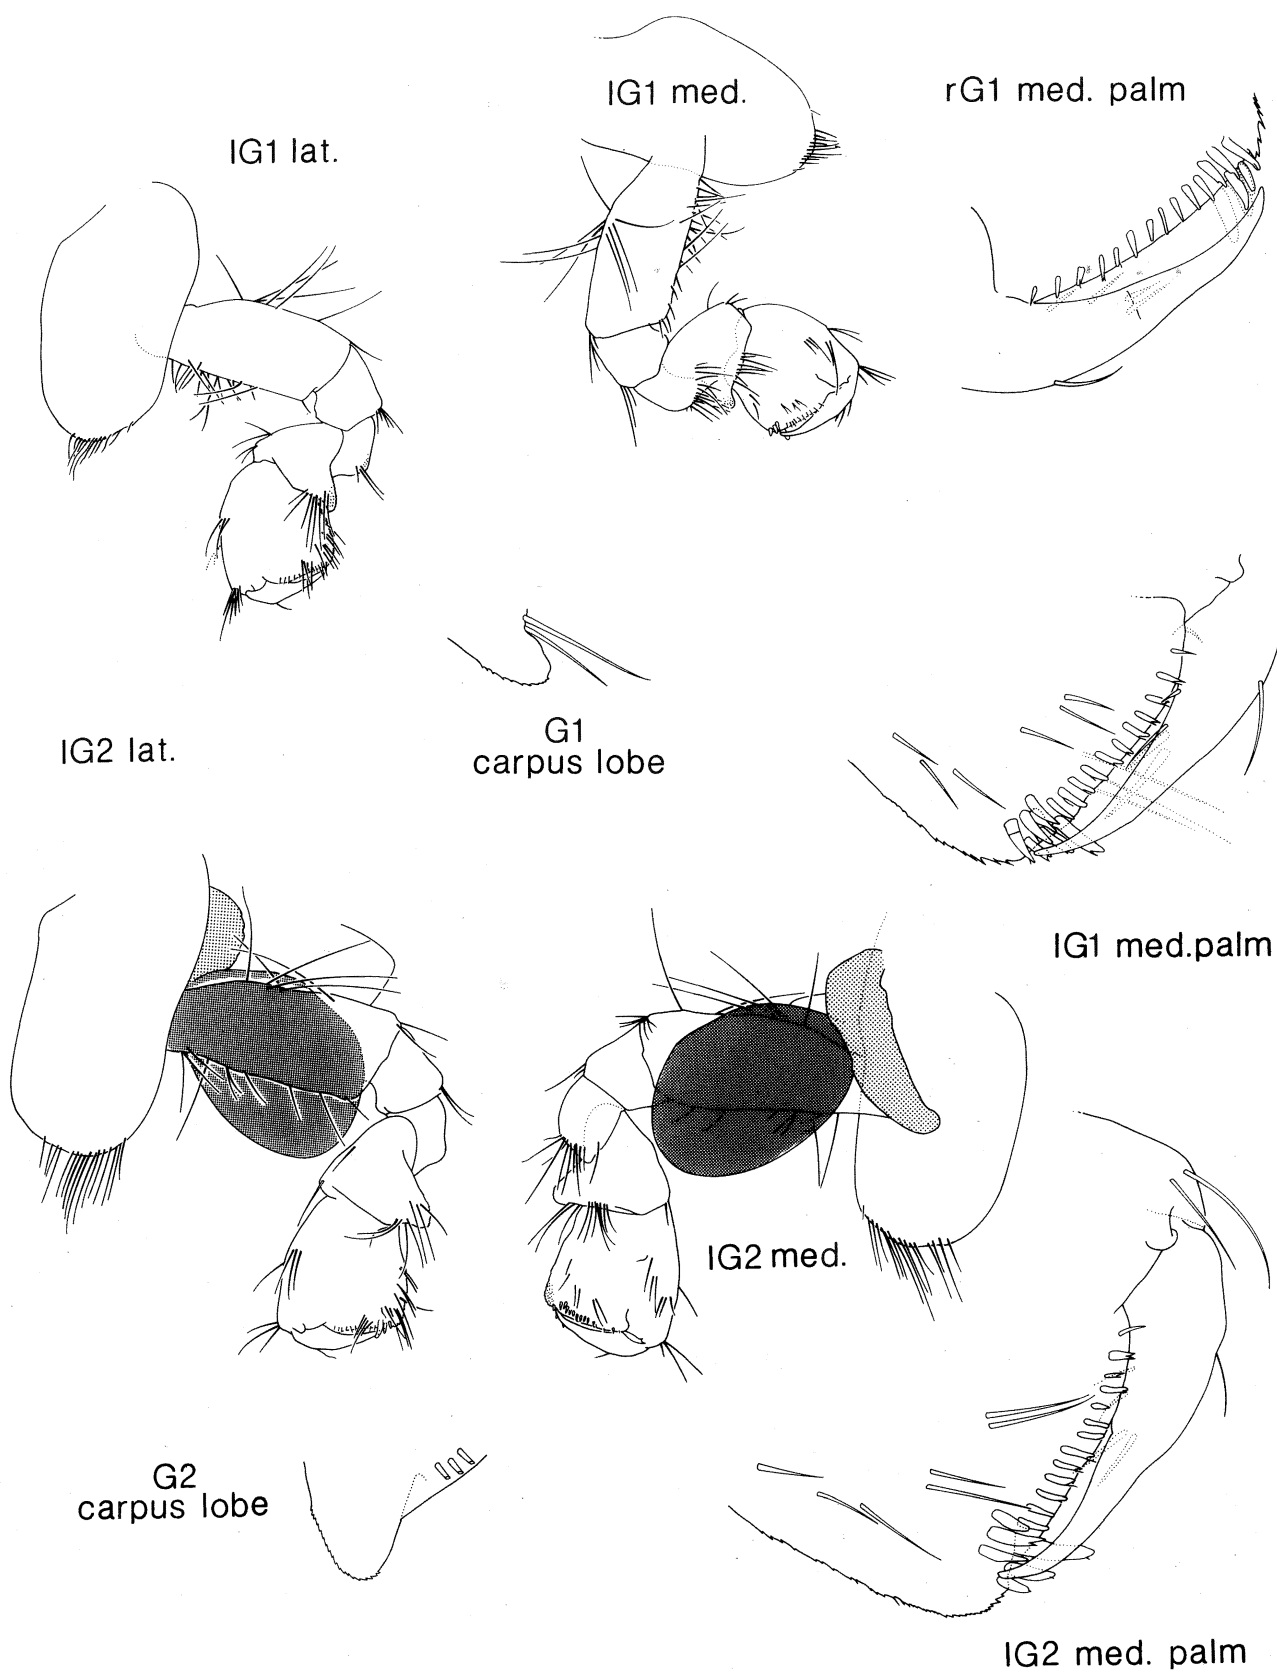 lG1 med.
rG1 med. palm
lG1 lat.
G1
carpus lobe
lG2 lat.
lG1 med.palm
lG2 med.
G2
carpus lobe
lG2 med. palm